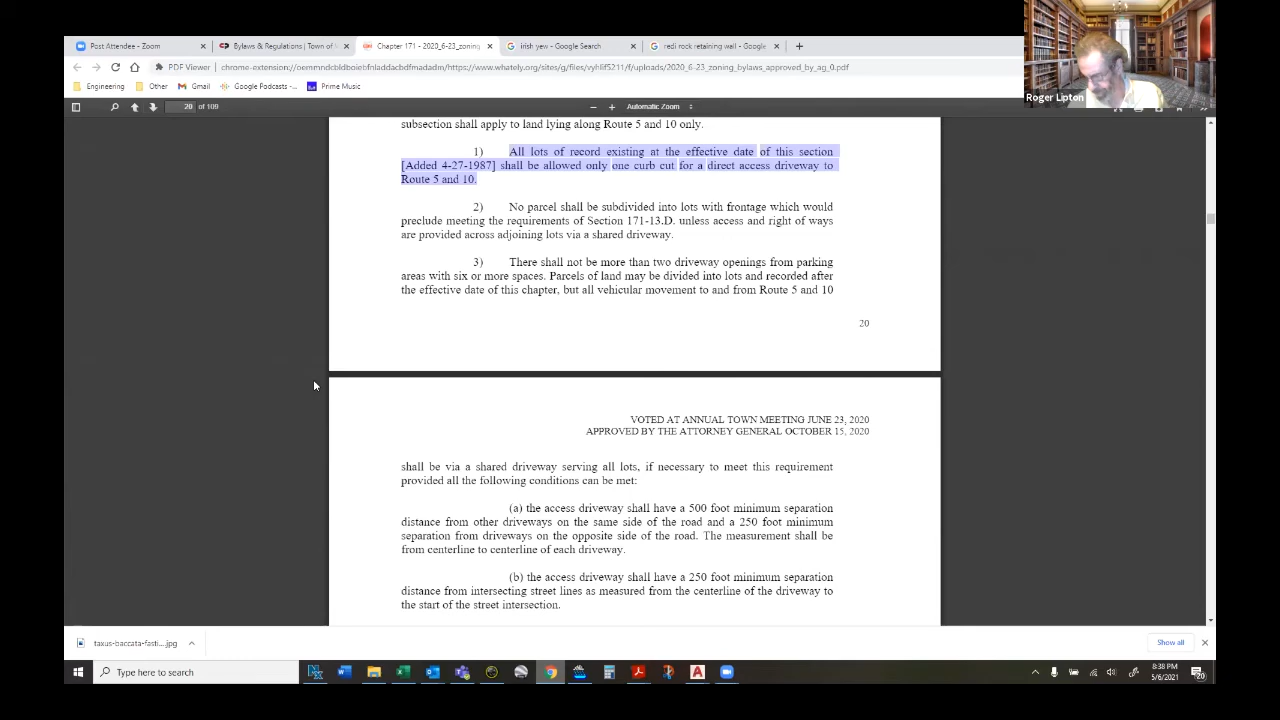 Post Attendee - Zoom
Bylaws & Regulations | Town of
Chapter 171 - 2020_6-23_zoning
irish yew - Google Search
redi rock retaining wall - Google
PDF Viewer
chrome-extension://oemmndcbldboiebfnladdacbdfmadadm/https://www.whately.org/sites/g/files/vyhlif5211/f/uploads/2020_6-23_zoning_bylaws_approved_by_ag_0.pdf
Engineering
Other
Gmail
Google Podcasts -...
Prime Music
Roger Lipton
20 of 109
Automatic Zoom
subsection shall apply to land lying along Route 5 and 10 only.
1) All lots of record existing at the effective date of this section
[Added 4-27-1987] shall be allowed only one curb cut for a direct access driveway to
Route 5 and 10.
2) No parcel shall be subdivided into lots with frontage which would
preclude meeting the requirements of Section 171-13.D. unless access and right of ways
are provided across adjoining lots via a shared driveway.
3) There shall not be more than two driveway openings from parking
areas with six or more spaces. Parcels of land may be divided into lots and recorded after
the effective date of this chapter, but all vehicular movement to and from Route 5 and 10
20
VOTED AT ANNUAL TOWN MEETING JUNE 23, 2020
APPROVED BY THE ATTORNEY GENERAL OCTOBER 15, 2020
shall be via a shared driveway serving all lots, if necessary to meet this requirement
provided all the following conditions can be met:
(a) the access driveway shall have a 500 foot minimum separation
distance from other driveways on the same side of the road and a 250 foot minimum
separation from driveways on the opposite side of the road. The measurement shall be
from centerline to centerline of each driveway.
(b) the access driveway shall have a 250 foot minimum separation
distance from intersecting street lines as measured from the centerline of the driveway to
the start of the street intersection.
taxus-baccata-fasti....jpg
Show all
Type here to search
8:38 PM
5/6/2021
20